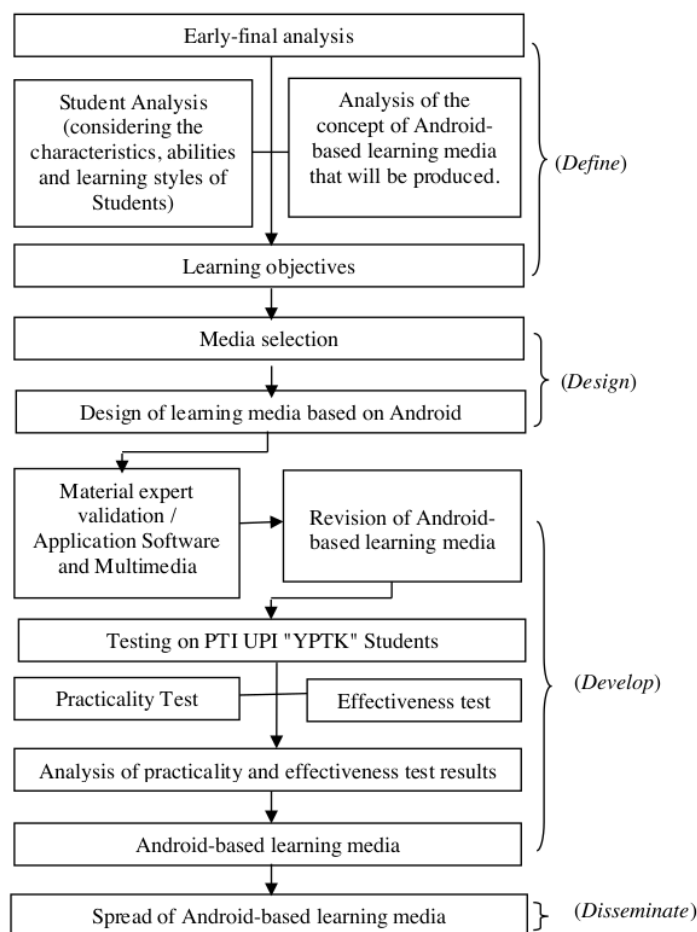 Early-final analysis
Student Analysis
(considering the
characteristics, abilities
and learning styles of
Students)
Analysis of the
concept of Android-
based learning media
that will be produced.
(Define)
Learning objectives
Media selection
(Design)
Design of learning media based on Android
Material expert
validation /
Application Software
and Multimedia
Revision of Android-
based learning media
Testing on PTI UPI "YPTK" Students
(Develop)
Practicality Test
Effectiveness test
Analysis of practicality and effectiveness test results
Android-based learning media
Spread of Android-based learning media
(Disseminate)